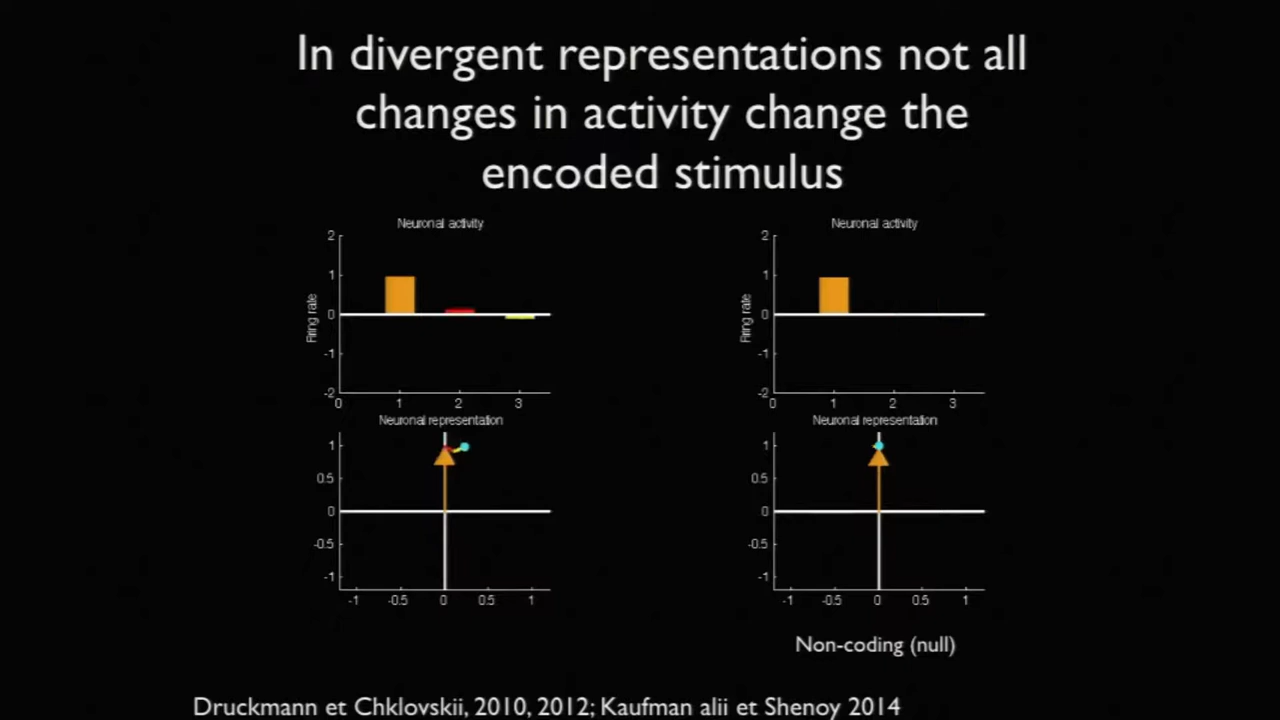 In divergent representations not all
changes in activity change the
encoded stimulus
Neuronal activity
2
1
0
-1
-2
Firing rate
0 1 2 3
Neuronal representation
1
0.5
0
-0.5
-1
-1 -0.5 0 0.5 1
Neuronal activity
2
1
0
-1
-2
Firing rate
0 1 2 3
Neuronal representation
1
0.5
0
-0.5
-1
-1 -0.5 0 0.5 1
Non-coding (null)
Druckmann et Chklovskii, 2010, 2012; Kaufman alii et Shenoy 2014